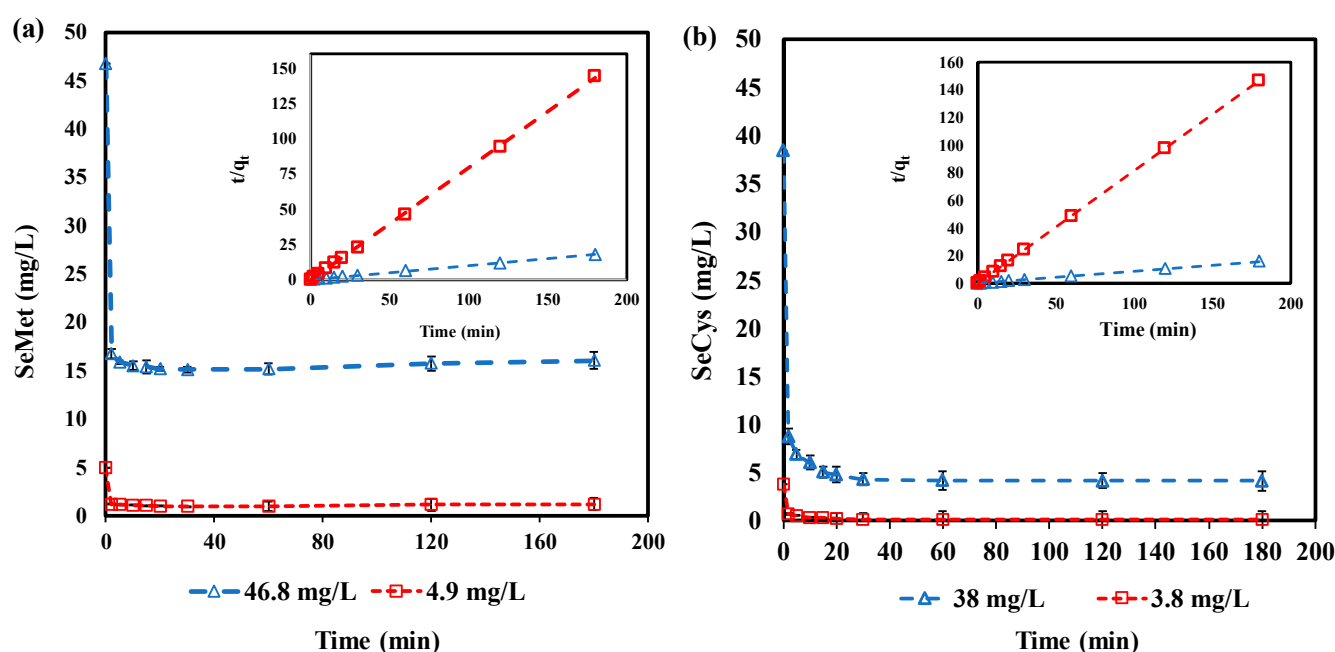 (a)
50
45
40
35
30
25
20
15
10
5
0
SeMet (mg/L)
0 40 80 120 160 200
150
125
100
75
50
25
0
t/qt
0 50 100 150 200
Time (min)
46.8 mg/L 4.9 mg/L
Time (min)
(b)
50
45
40
35
30
25
20
15
10
5
0
SeCys (mg/L)
0 20 40 60 80 100 120 140 160 180 200
160
140
120
100
80
60
40
20
0
t/qt
0 50 100 150 200
Time (min)
38 mg/L 3.8 mg/L
Time (min)